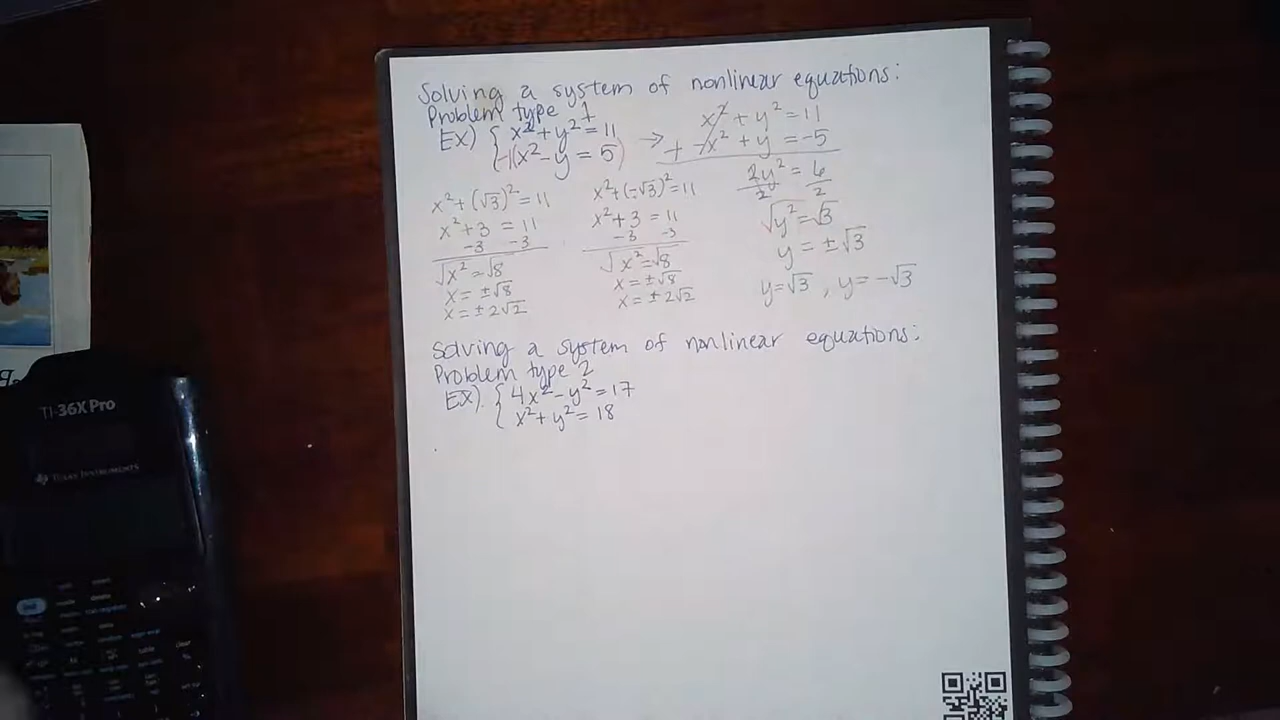 Solving a system of nonlinear equations:
Problem type 1
EX) { x² + y² = 11
-1(x² - y = 5)
→ x² + y² = 11
+ -x² + y = -5
2y² = 6
2 2
√y² = √3
y = ±√3
y = √3 , y = -√3
x² + (√3)² = 11
x² + 3 = 11
-3 -3
√x² = √8
x = ±√8
x = ±2√2
x² + (-√3)² = 11
x² + 3 = 11
-3 -3
√x² = √8
x = ±√8
x = ±2√2
Solving a system of nonlinear equations:
Problem type 2
EX). { 4x² - y² = 17
x² + y² = 18
TI-36X Pro
TEXAS INSTRUMENTS